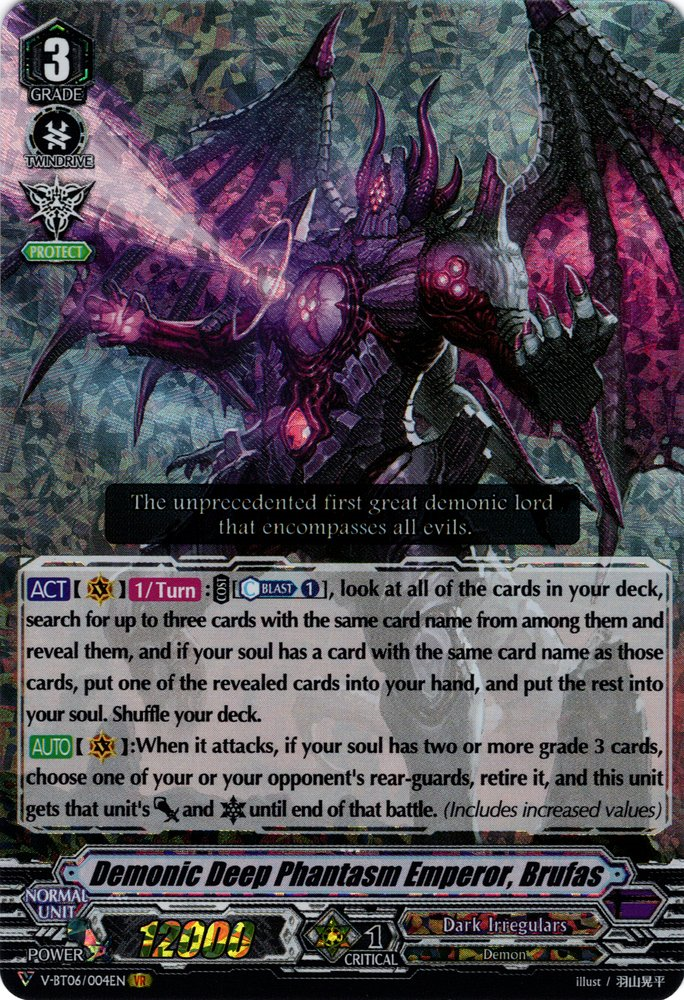 3
GRADE
TWINDRIVE
PROTECT
The unprecedented first great demonic lord
that encompasses all evils.
ACT【 】1/Turn :COST[C BLAST 1], look at all of the cards in your deck,
search for up to three cards with the same card name from among them and
reveal them, and if your soul has a card with the same card name as those
cards, put one of the revealed cards into your hand, and put the rest into
your soul. Shuffle your deck.
AUTO【 】:When it attacks, if your soul has two or more grade 3 cards,
choose one of your or your opponent's rear-guards, retire it, and this unit
gets that unit's and until end of that battle. (Includes increased values)
Demonic Deep Phantasm Emperor, Brufas
NORMAL
UNIT
POWER
12000
1
CRITICAL
Dark Irregulars
Demon
V-BT06/004EN VR
illust / 羽山晃平